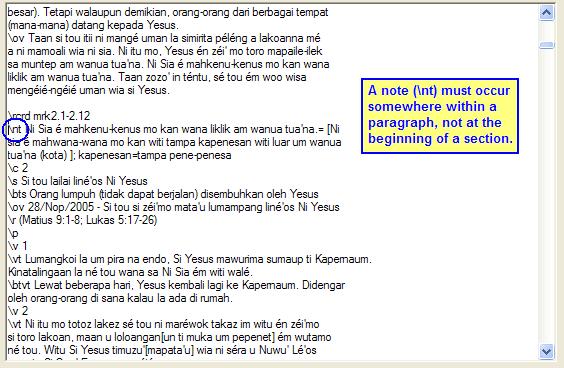 besar). Tetapi walaupun demikian, orang-orang dari berbagai tempat
(mana-mana) datang kepada Yesus.
\ov Taan si tou itii ni mangé uman la simirita péléng a lakoanna mé
a ni mamoali wia ni sia. Ni itu mo, Yesus én zéi' mo toro mapaile-ilek
sa muntep am wanua tua'na. Ni Sia é mahkenu-kenus mo kan wana
liklik am wanua tua'na. Taan zozo' in téntu, sé tou ém woo wisa
mengéié-ngéié uman wia si Yesus.
\rcrd mrk2.1-2.12
\nt Ni Sia é mahkenu-kenus mo kan wana liklik am wanua tua'na.= [Ni
sia é mahwana-wana mo kan witi tampa kapenesan witi luar um wanua
tua'na (kota) ]; kapenesan=tampa pene-penesa
\c 2
\s Si tou lailai liné'os Ni Yesus
\bts Orang lumpuh (tidak dapat berjalan) disembuhkan oleh Yesus
\ov 28/Nop/2005 - Si tou si zéi'mo mata'u lumampang liné'os Ni Yesus
\r (Matius 9:1-8; Lukas 5:17-26)
\p
\v 1
\vt Lumangkoi la um pira na endo, Si Yesus mawurima sumaup ti Kapernaum.
Kinatalingaan la né tou wana sa Ni Sia ém witi walé.
\btvt Lewat beberapa hari, Yesus kembali lagi ke Kapernaum. Didengar
oleh orang-orang di sana kalau Ia ada di rumah.
\v 2
\vt Ni itu mo totoz lakez sé tou ni maréwok takaz im witu én zéi'mo
si toro lakoan, maan u loloangan[un ti muka um pepenet] ém wutamo
né tou. Witu Si Yesus timuzu'[mapata'u] wia ni séra u Nuwu' Lé'os
A note (\nt) must occur
somewhere within a
paragraph, not at the
beginning of a section.